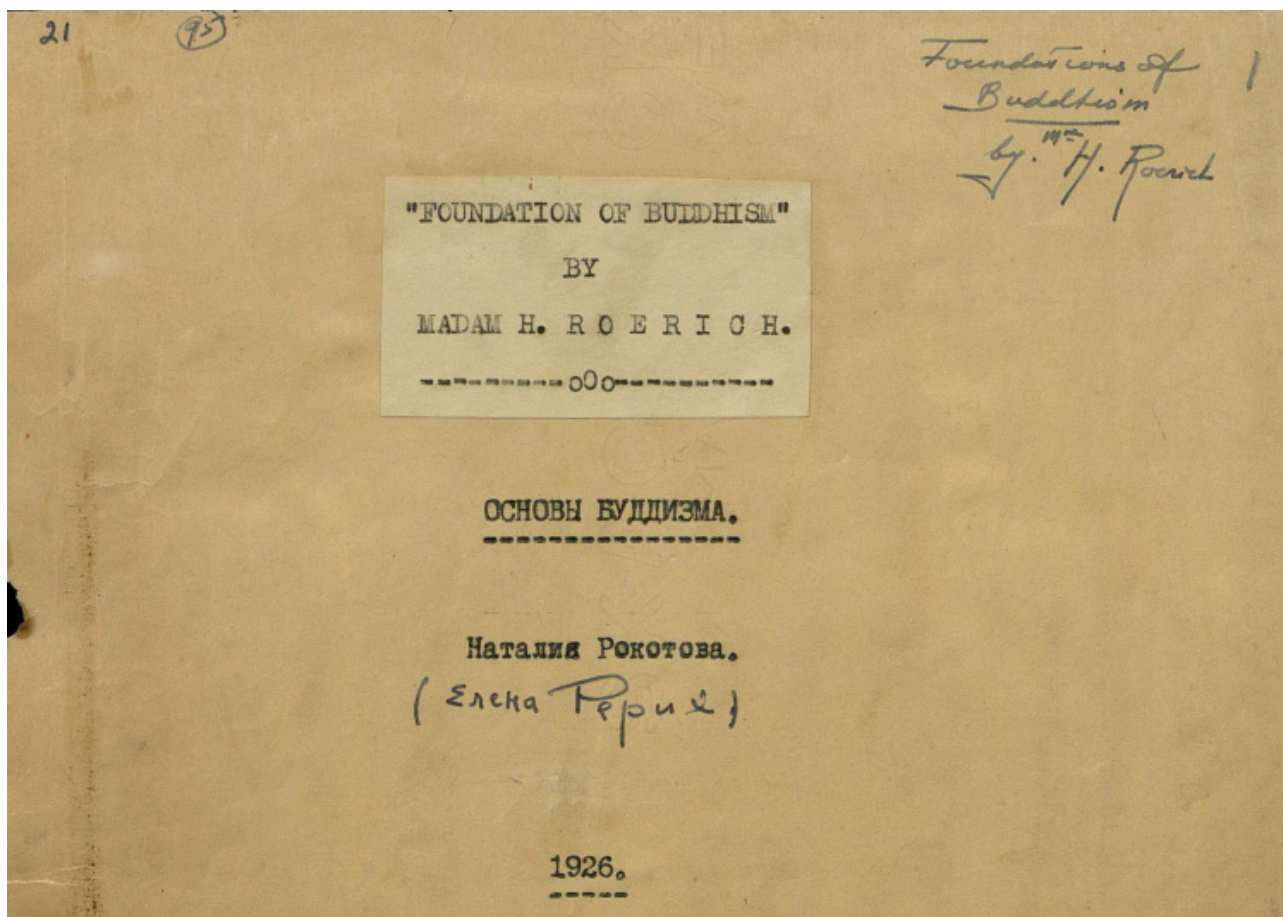 21
95
Foundations of
Buddhism
by. Mme H. Roerich
1
"FOUNDATION OF BUDDHISM"
BY
MADAM H. R O E R I C H.
---------oOo----------
ОСНОВЫ БУДДИЗМА.
Наталия Рокотова.
(Елена Рерих)
1926.